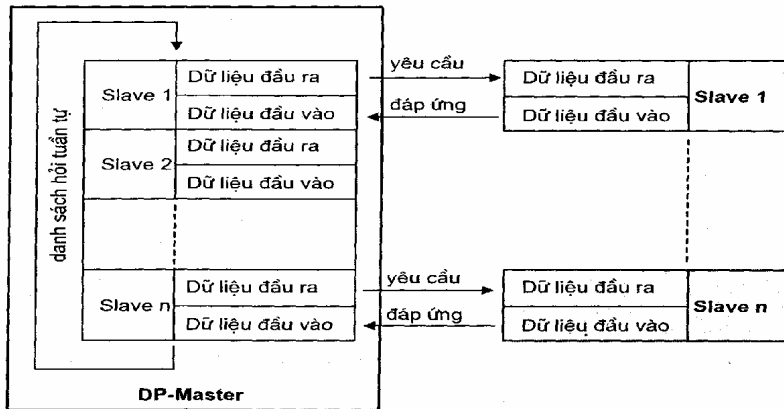 danh sách hỏi tuần tự
Slave 1
Dữ liệu đầu ra
Dữ liệu đầu vào
Slave 2
Dữ liệu đầu ra
Dữ liệu đầu vào
Slave n
Dữ liệu đầu ra
Dữ liệu đầu vào
DP-Master
yêu cầu
đáp ứng
Dữ liệu đầu ra
Dữ liệu đầu vào
Slave 1
yêu cầu
đáp ứng
Dữ liệu đầu ra
Dữ liệu đầu vào
Slave n